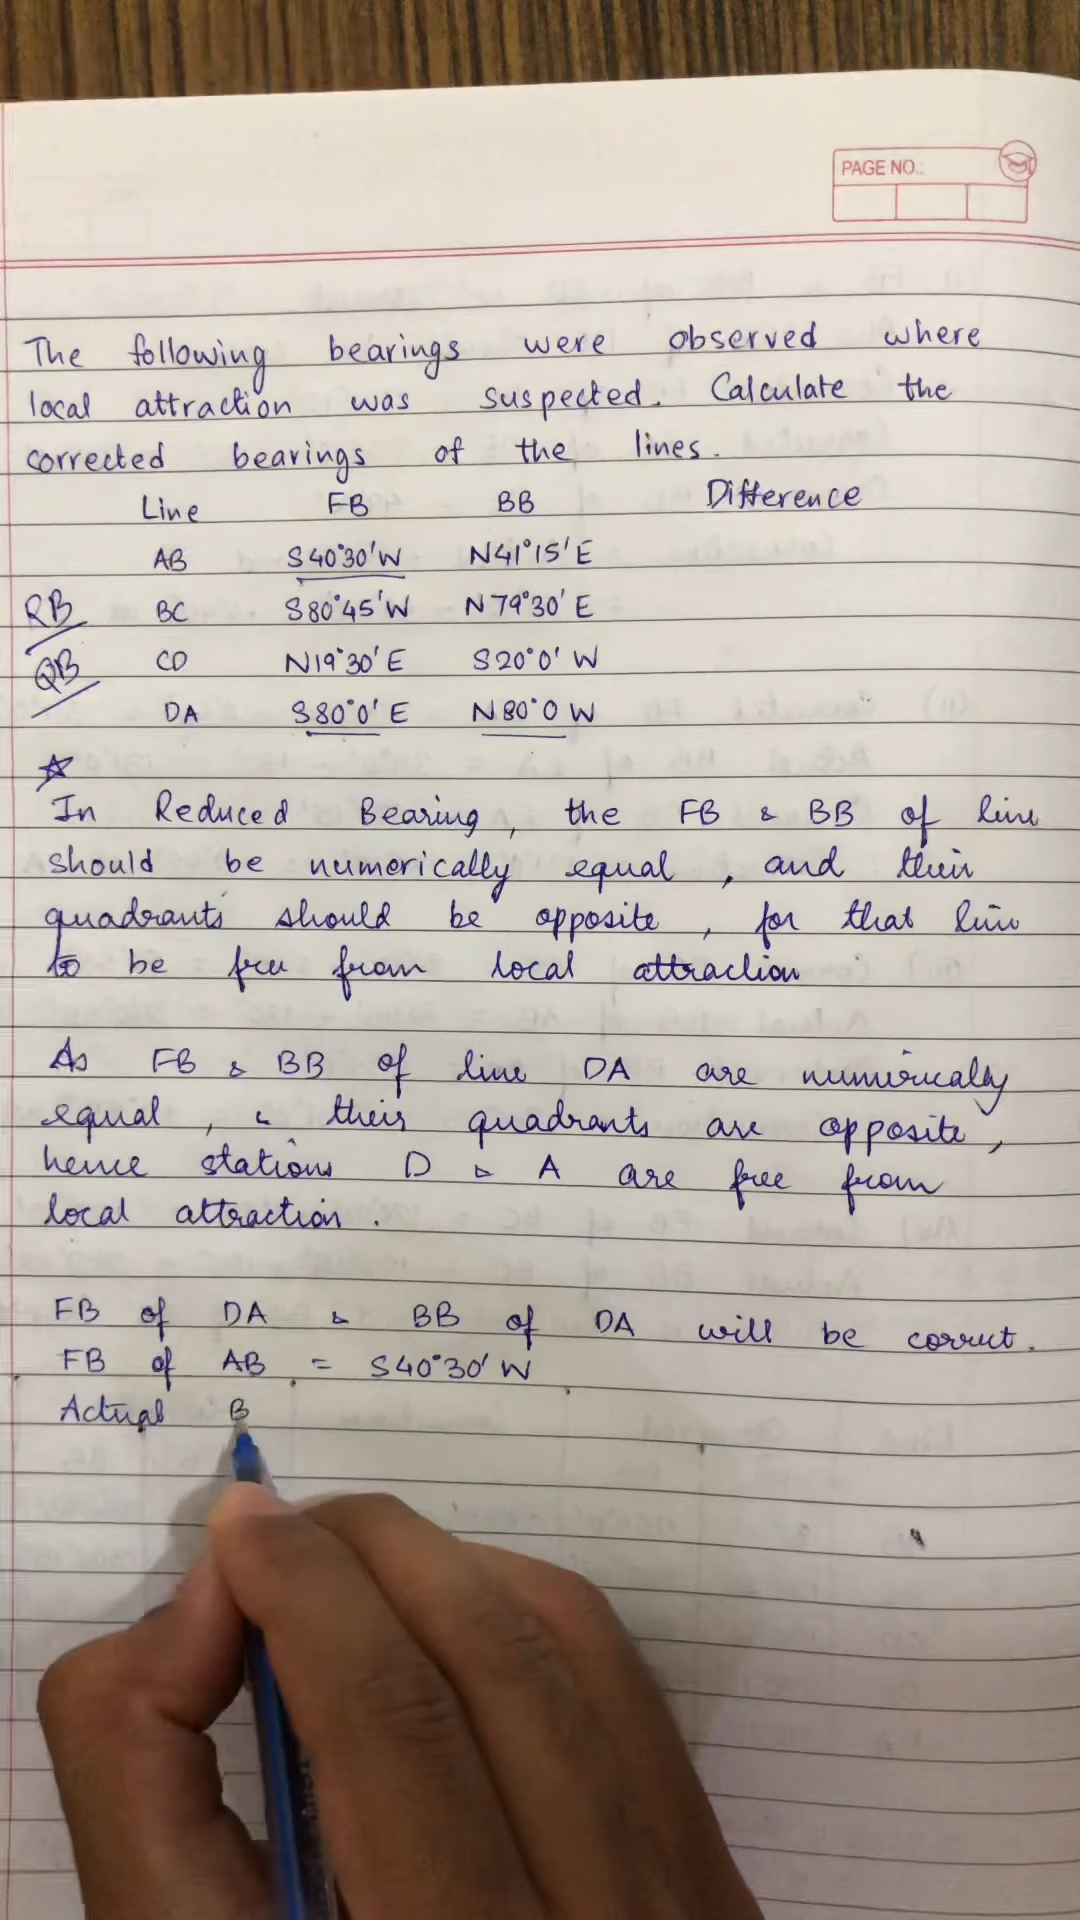 PAGE NO.:
The following bearings were observed where
local attraction was suspected. Calculate the
corrected bearings of the lines.
Line FB BB Difference
AB S40°30'W N41°15'E
RB BC S80°45'W N79°30'E
QB CD N19°30'E S20°0'W
DA S80°0'E N80°0W
In Reduced Bearing, the FB & BB of line
should be numerically equal, and their
quadrants should be opposite, for that line
to be free from local attraction
As FB & BB of line DA are numerically
equal, & their quadrants are opposite,
hence stations D & A are free from
local attraction.
FB of DA & BB of DA will be correct.
FB of AB = S40°30'W
Actual B